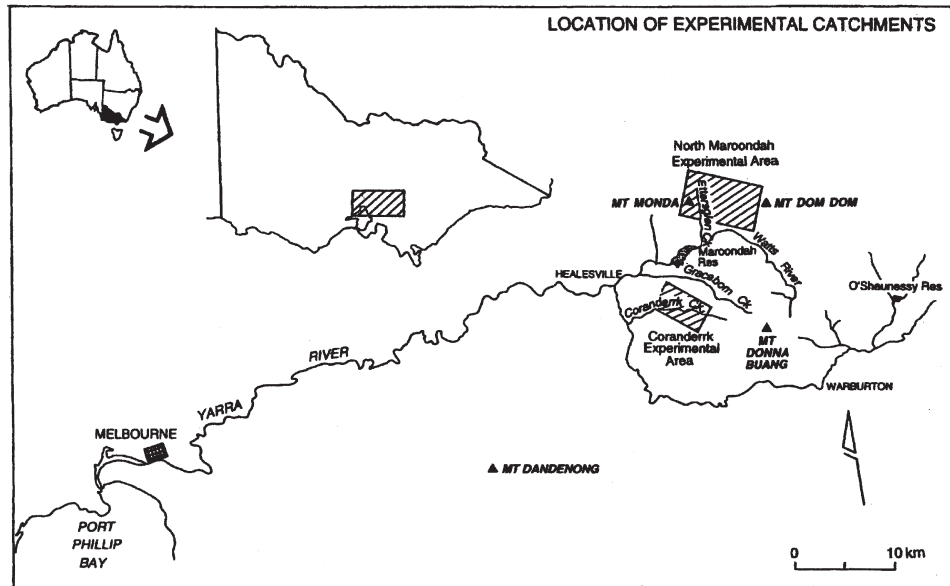 LOCATION OF EXPERIMENTAL CATCHMENTS
North Maroondah
Experimental Area
MT MONDA
Ettersglen Ck.
MT DOM DOM
Maroondah
Res
Watts River
HEALESVILLE
Graceburn Ck.
O'Shaunessy Res
Coranderrk Ck.
Coranderrk
Experimental
Area
MT
DONNA
BUANG
RIVER
YARRA
WARBURTON
MELBOURNE
MT DANDENONG
PORT
PHILLIP
BAY
0 10 km